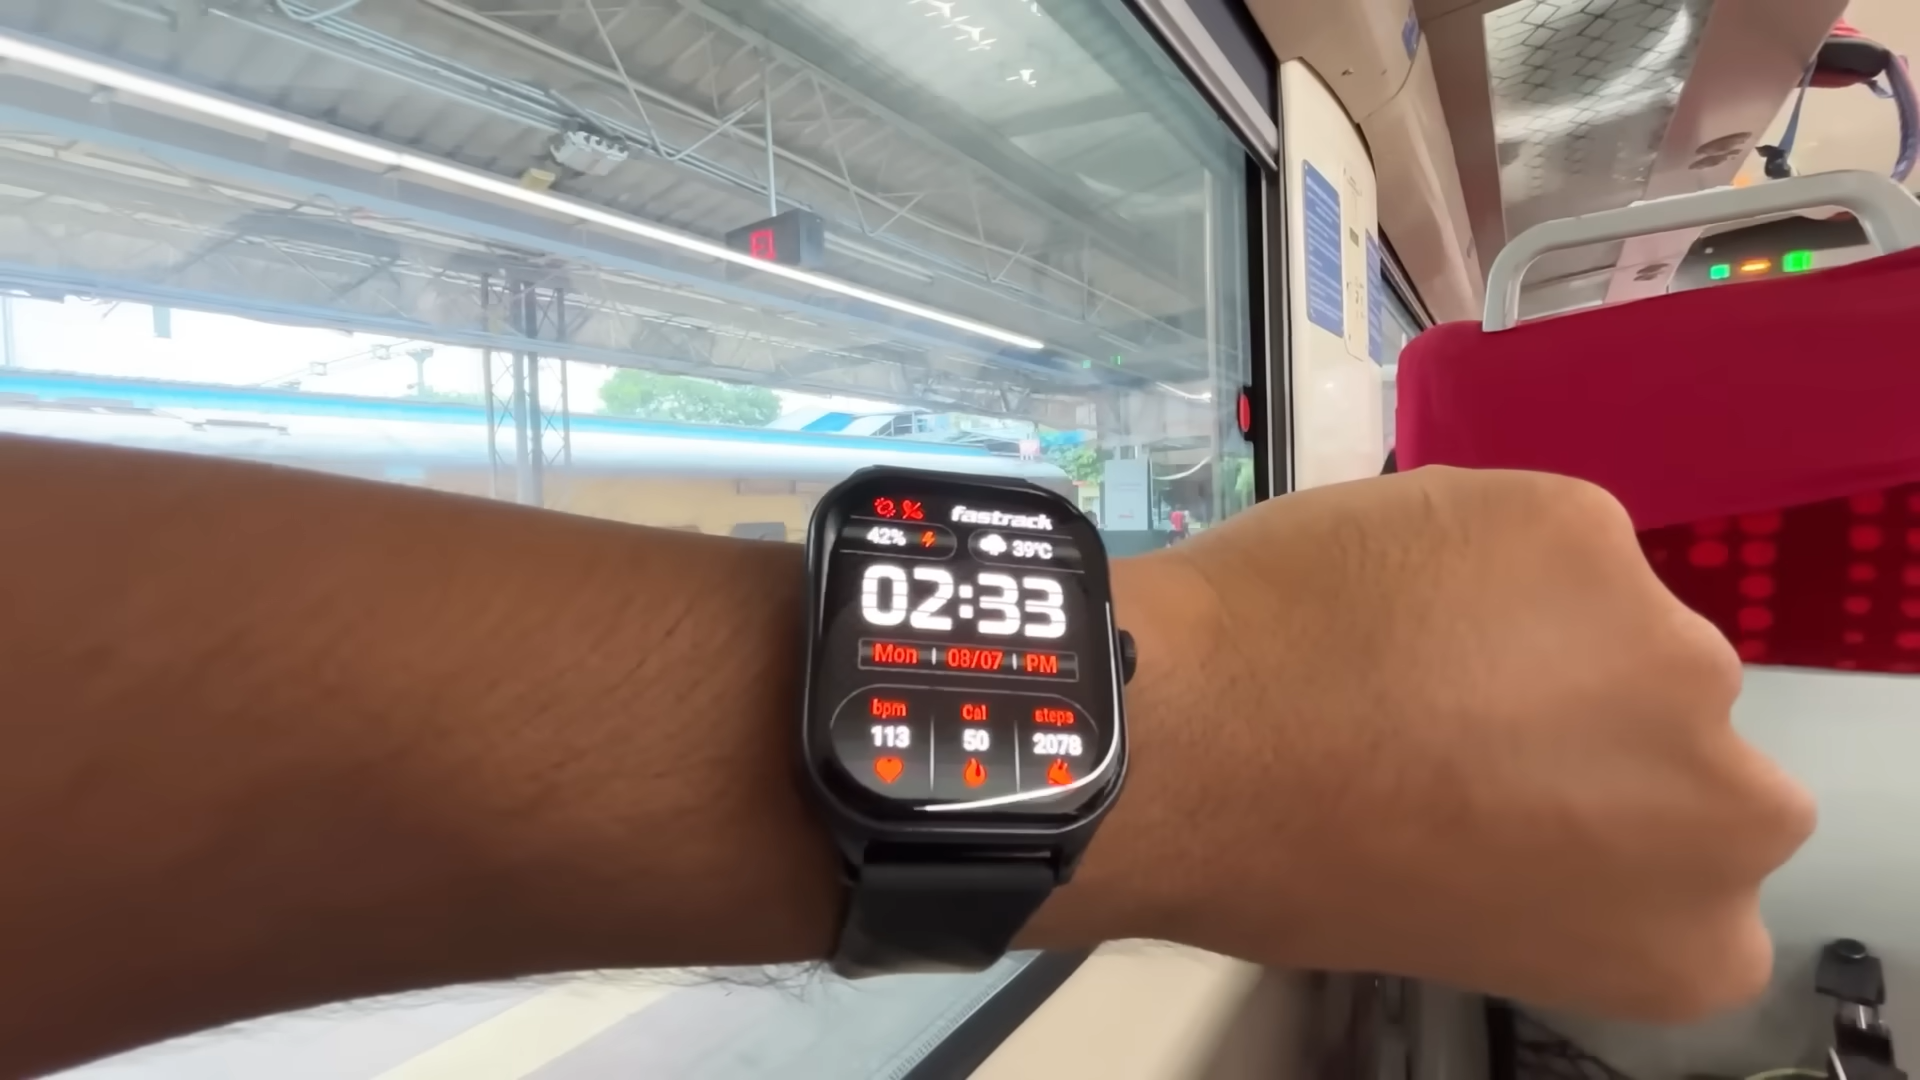 fastrack
42% 39°C
02:33
Mon 08/07 PM
bpm Cal steps
113 50 2078